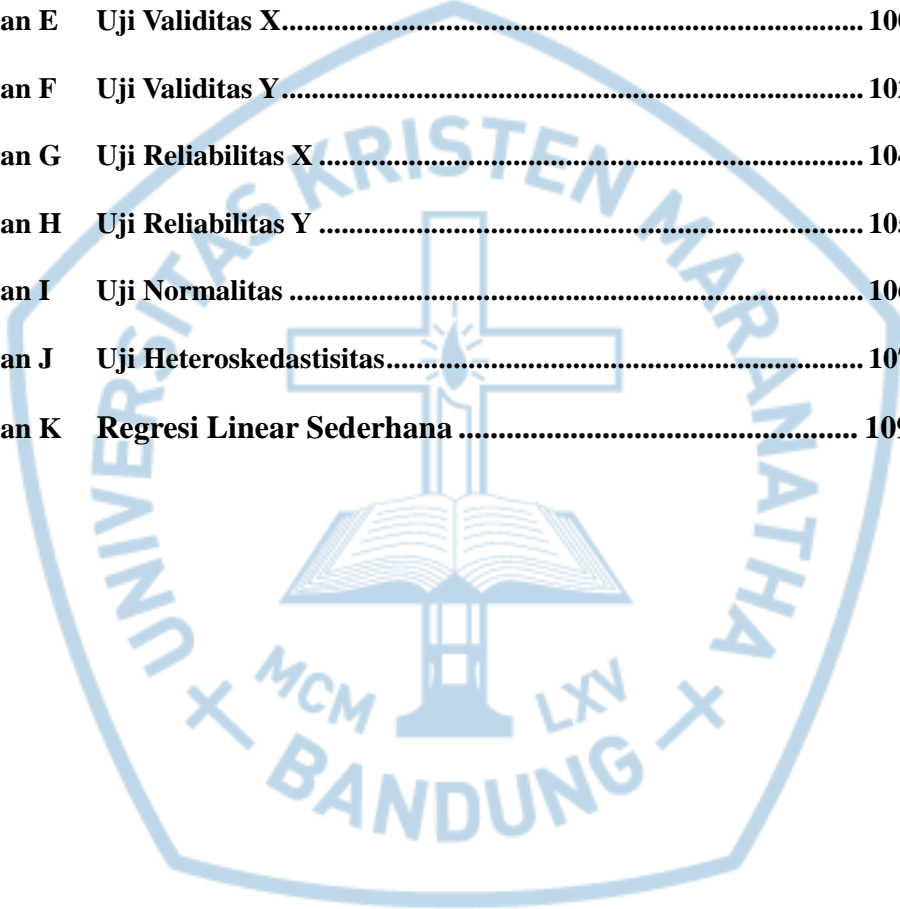 an E Uji Validitas X.......................................................................... 100
an F Uji Validitas Y.......................................................................... 102
an G Uji Reliabilitas X ..................................................................... 104
an H Uji Reliabilitas Y ..................................................................... 105
an I Uji Normalitas ......................................................................... 106
an J Uji Heteroskedastisitas............................................................ 107
an K Regresi Linear Sederhana ................................................... 109
UNIVERSITAS KRISTEN MARANATHA
MCM LXV
BANDUNG